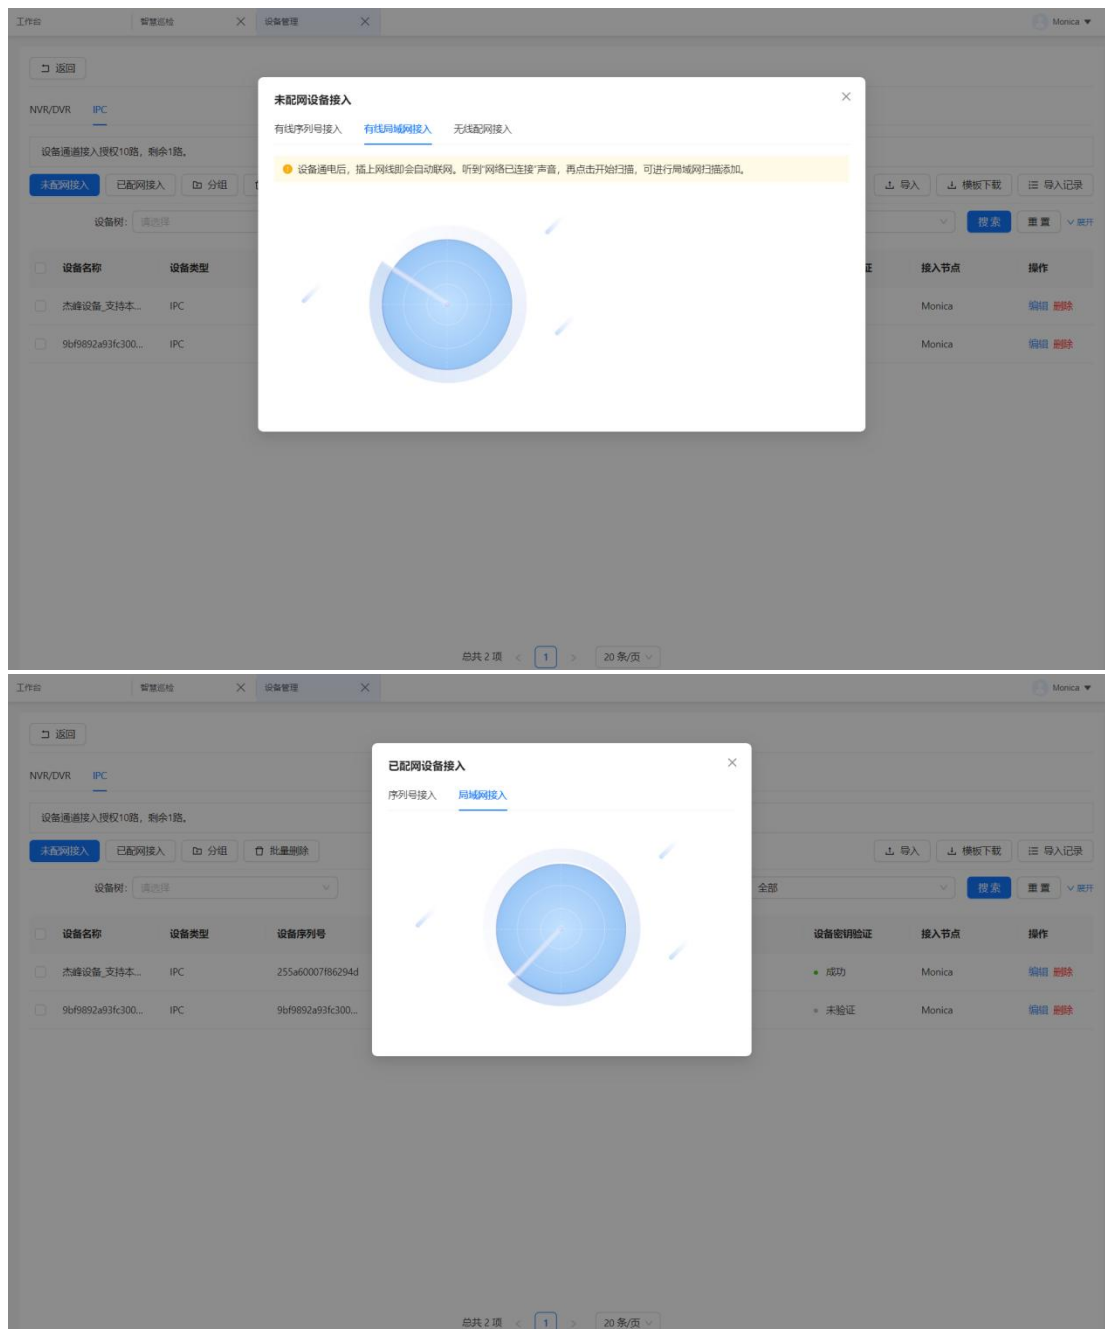 工作台 智慧巡检 设备管理 Monica
返回
未配网设备接入
NVR/DVR IPC
有线序列号接入 有线局域网接入 无线配网接入
设备通道接入授权10路，剩余1路。
设备通电后，插上网线即会自动联网。听到“网络已连接”声音，再点击开始扫描，可进行局域网扫描添加。
未配网接入 已配网接入 分组 导入 模板下载 导入记录
设备树: 请选择 搜索 重置 展开
设备名称 设备类型 证 接入节点 操作
杰峰设备_支持本... IPC Monica 编辑 删除
9bf9892a93fc300... IPC Monica 编辑 删除
总共 2 项 < 1 > 20 条/页
工作台 智慧巡检 设备管理 Monica
返回
已配网设备接入
NVR/DVR IPC
序列号接入 局域网接入
设备通道接入授权10路，剩余1路。
未配网接入 已配网接入 分组 批量删除 导入 模板下载 导入记录
设备树: 请选择 全部 搜索 重置 展开
设备名称 设备类型 设备序列号 设备密钥验证 接入节点 操作
杰峰设备_支持本... IPC 255a60007f86294d 成功 Monica 编辑 删除
9bf9892a93fc300... IPC 9bf9892a93fc300... 未验证 Monica 编辑 删除
总共 2 项 < 1 > 20 条/页